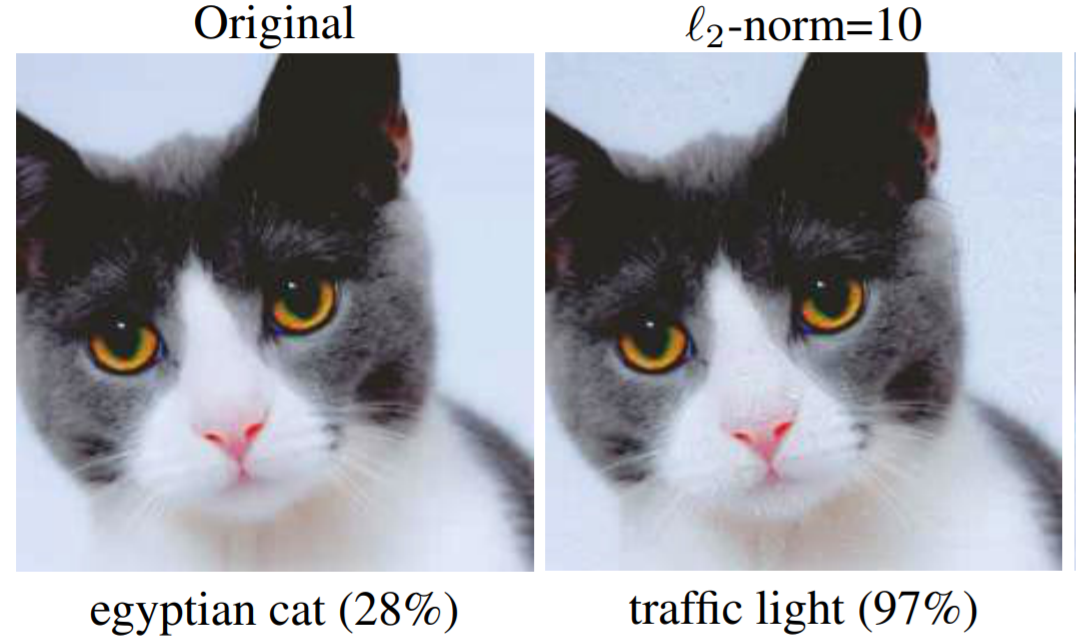 Original
ℓ₂-norm=10
egyptian cat (28%)
traffic light (97%)